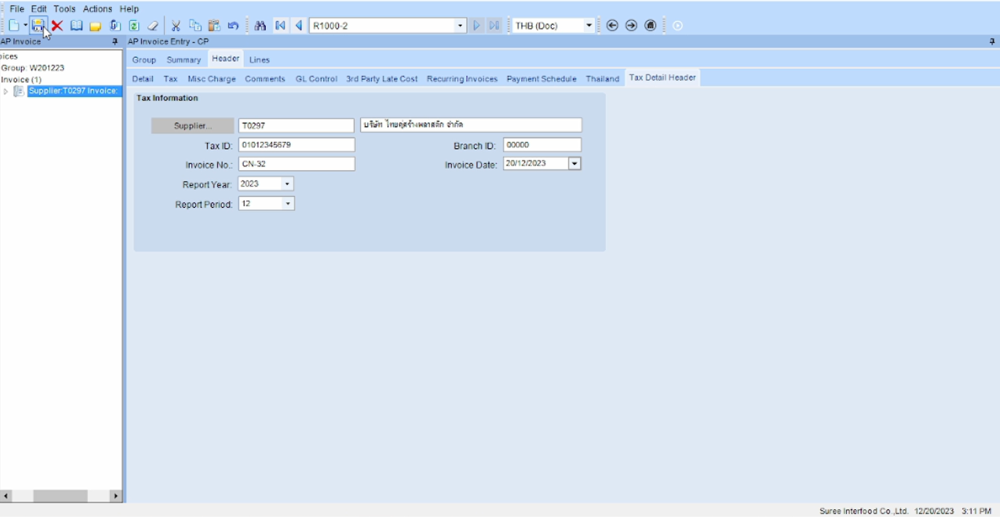 File Edit Tools Actions Help
R1000-2 THB (Doc)
AP Invoice
AP Invoice Entry - CP
oices
Group: W201223
Invoice (1)
Supplier:T0297 Invoice:
Group Summary Header Lines
Detail Tax Misc Charge Comments GL Control 3rd Party Late Cost Recurring Invoices Payment Schedule Thailand Tax Detail Header
Tax Information
Supplier... T0297 บริษัท ไทยคู่สร้างพลาสติก จำกัด
Tax ID: 01012345679 Branch ID: 00000
Invoice No.: CN-32 Invoice Date: 20/12/2023
Report Year: 2023
Report Period: 12
Suree Interfood Co.,Ltd. 12/20/2023 3:11 PM